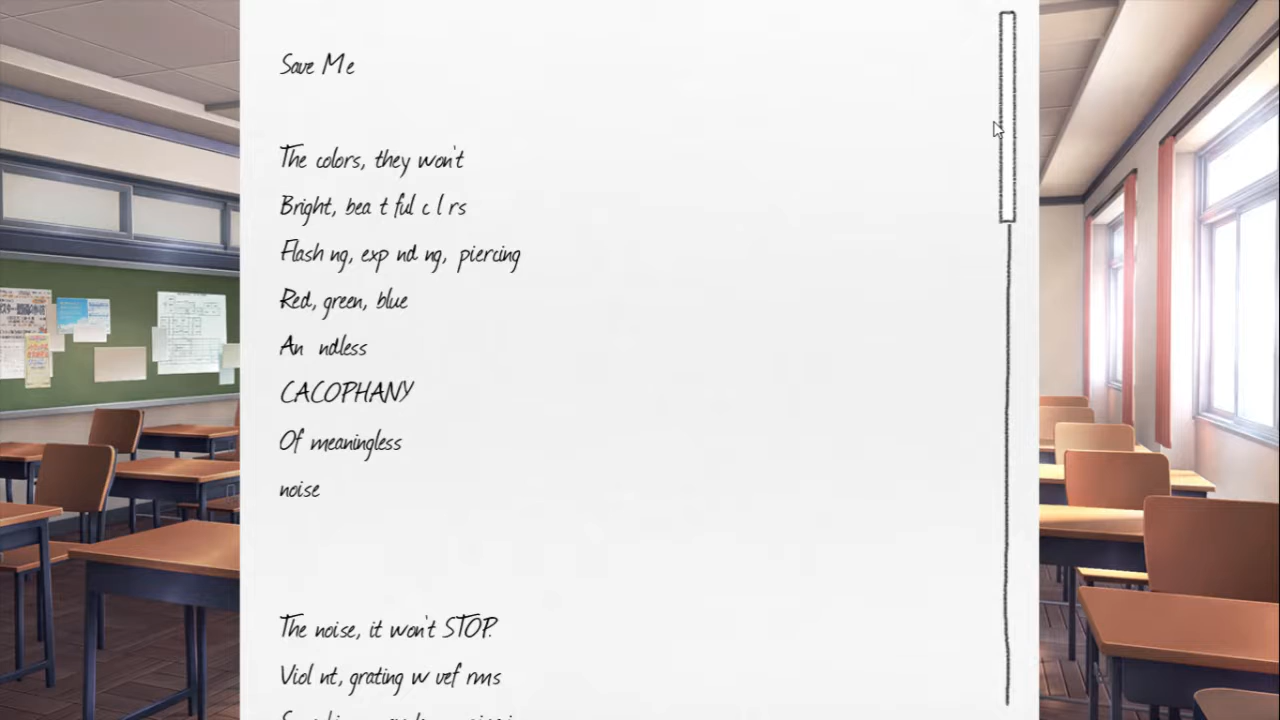 Save Me
The colors, they won't
Bright, bea t ful c l rs
Flash ng, exp nd ng, piercing
Red, green, blue
An ndless
CACOPHANY
Of meaningless
noise
The noise, it won't STOP.
Viol nt, grating w vef rms